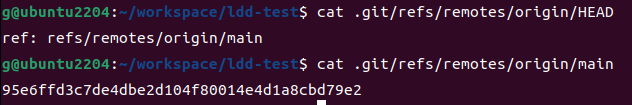 g@ubuntu2204:~/workspace/ldd-test$ cat .git/refs/remotes/origin/HEAD
ref: refs/remotes/origin/main
g@ubuntu2204:~/workspace/ldd-test$ cat .git/refs/remotes/origin/main
95e6ffd3c7de4dbe2d104f80014e4d1a8cbd79e2